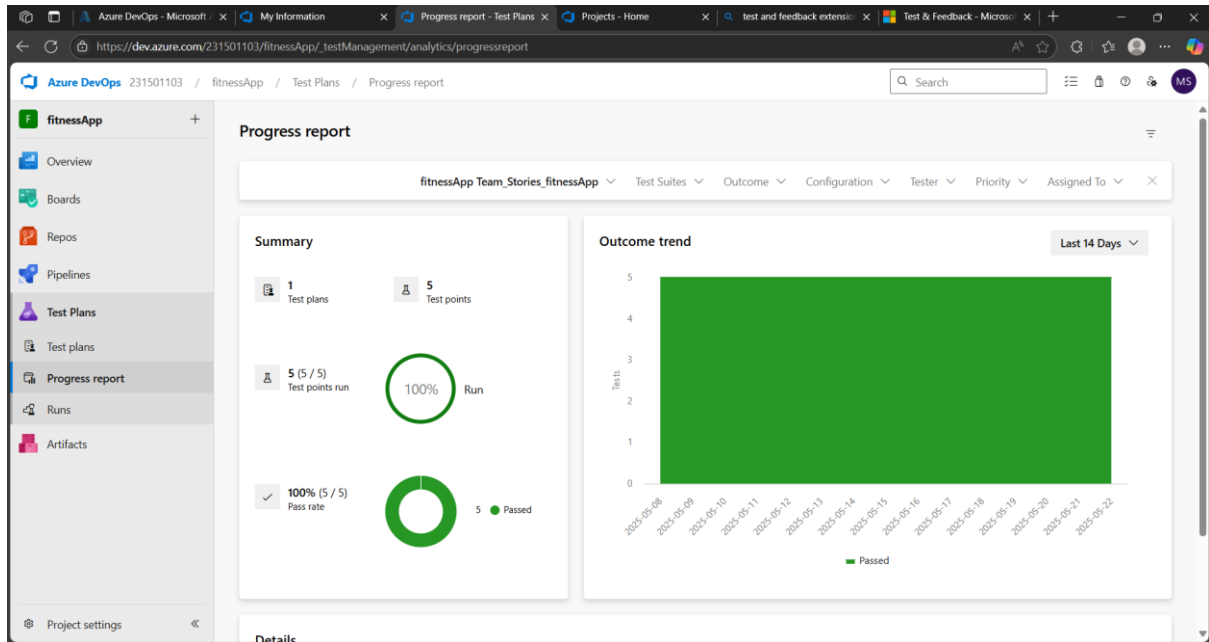 Azure DevOps - Microsoft /
My Information
Progress report - Test Plans
Projects - Home
test and feedback extensio
Test & Feedback - Microsof
https://dev.azure.com/231501103/fitnessApp/_testManagement/analytics/progressreport
Azure DevOps 231501103 / fitnessApp / Test Plans / Progress report
Search
MS
F fitnessApp
Overview
Boards
Repos
Pipelines
Test Plans
Test plans
Progress report
Runs
Artifacts
Project settings
Progress report
fitnessApp Team_Stories_fitnessApp Test Suites Outcome Configuration Tester Priority Assigned To
Summary
1
Test plans
5
Test points
5 (5 / 5)
Test points run
100%
Run
100% (5 / 5)
Pass rate
5 Passed
Outcome trend
Last 14 Days
5
4
3
2
1
0
Tests
2025-05-08 2025-05-09 2025-05-10 2025-05-11 2025-05-12 2025-05-13 2025-05-14 2025-05-15 2025-05-16 2025-05-17 2025-05-18 2025-05-19 2025-05-20 2025-05-21 2025-05-22
Passed
Details